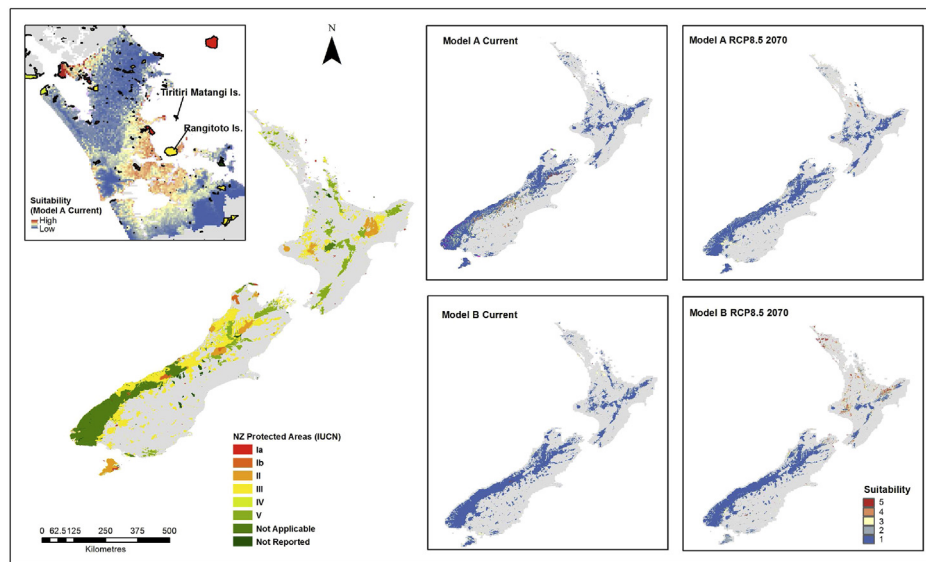 N
Tiritiri Matangi Is.
Rangitoto Is.
Suitability
(Model A Current)
High
Low
NZ Protected Areas (IUCN)
Ia
Ib
II
III
IV
V
Not Applicable
Not Reported
0 62.5 125 250 375 500
Kilometres
Model A Current
Model A RCP8.5 2070
Model B Current
Model B RCP8.5 2070
Suitability
5
4
3
2
1